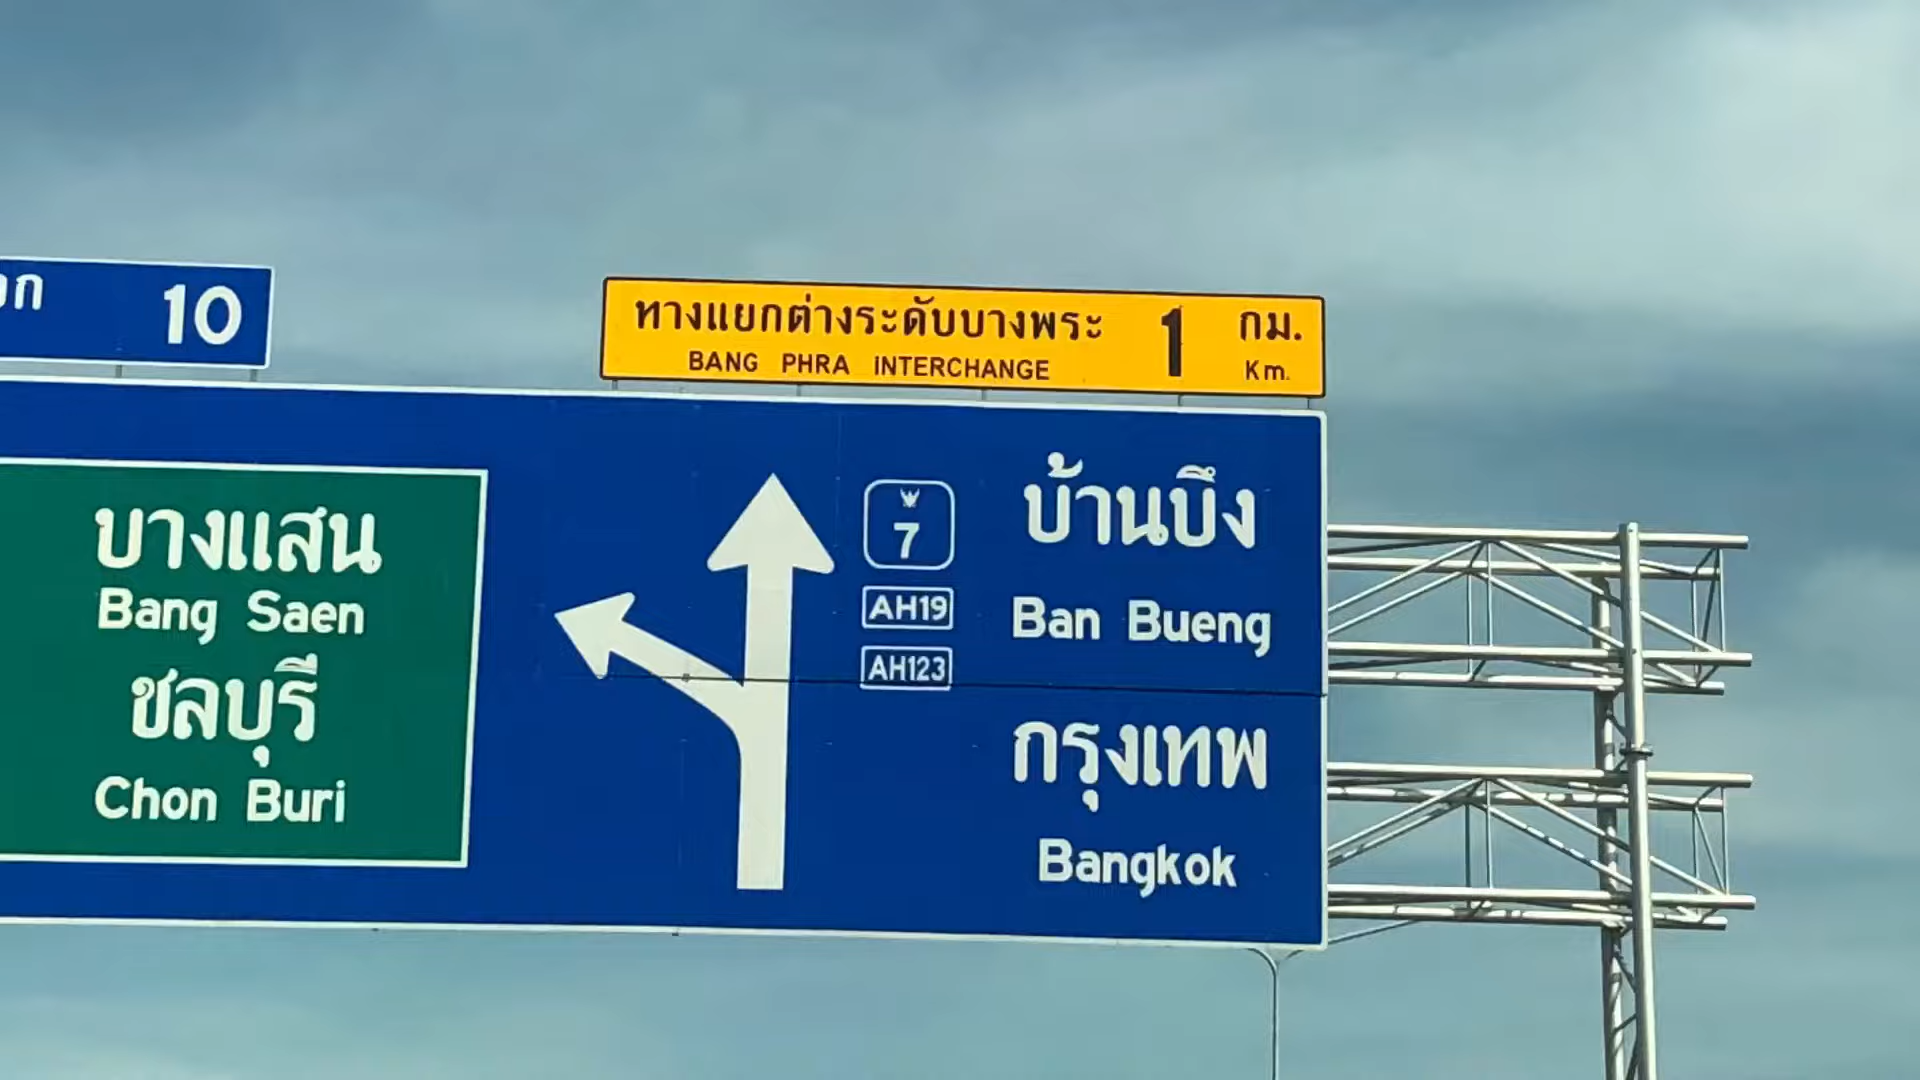 10
ทางแยกต่างระดับบางพระ 1 กม.
BANG PHRA INTERCHANGE Km.
บางแสน
Bang Saen
ชลบุรี
Chon Buri
7
AH19
AH123
บ้านบึง
Ban Bueng
กรุงเทพ
Bangkok